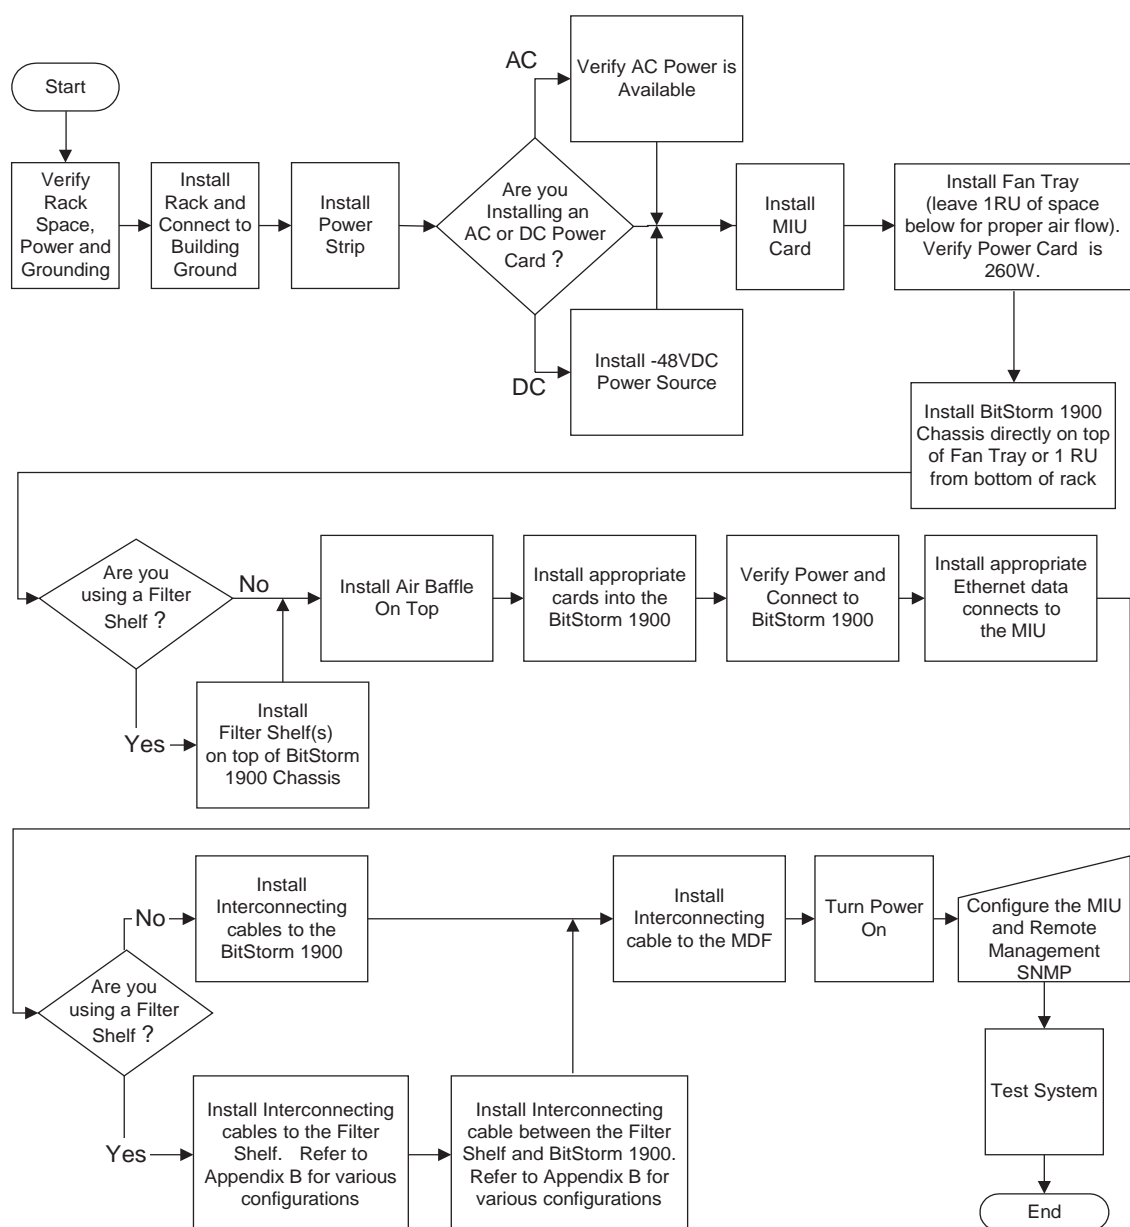 Start
Verify
Rack
Space,
Power and
Grounding
Install
Rack and
Connect to
Building
Ground
Install
Power
Strip
Are you
Installing an
AC or DC Power
Card ?
AC
Verify AC Power is
Available
DC
Install -48VDC
Power Source
Install
MIU
Card
Install Fan Tray
(leave 1RU of space
below for proper air flow).
Verify Power Card is
260W.
Install BitStorm 1900
Chassis directly on top
of Fan Tray or 1 RU
from bottom of rack
Are you
using a Filter
Shelf ?
No
Yes
Install
Filter Shelf(s)
on top of BitStorm
1900 Chassis
Install Air Baffle
On Top
Install appropriate
cards into the
BitStorm 1900
Verify Power and
Connect to
BitStorm 1900
Install appropriate
Ethernet data
connects to
the MIU
Are you
using a Filter
Shelf ?
No
Install
Interconnecting
cables to the
BitStorm 1900
Yes
Install Interconnecting
cables to the Filter
Shelf. Refer to
Appendix B for various
configurations
Install Interconnecting
cable between the Filter
Shelf and BitStorm 1900.
Refer to Appendix B for
various configurations
Install
Interconnecting
cable to the MDF
Turn Power
On
Configure the MIU
and Remote
Management
SNMP
Test System
End